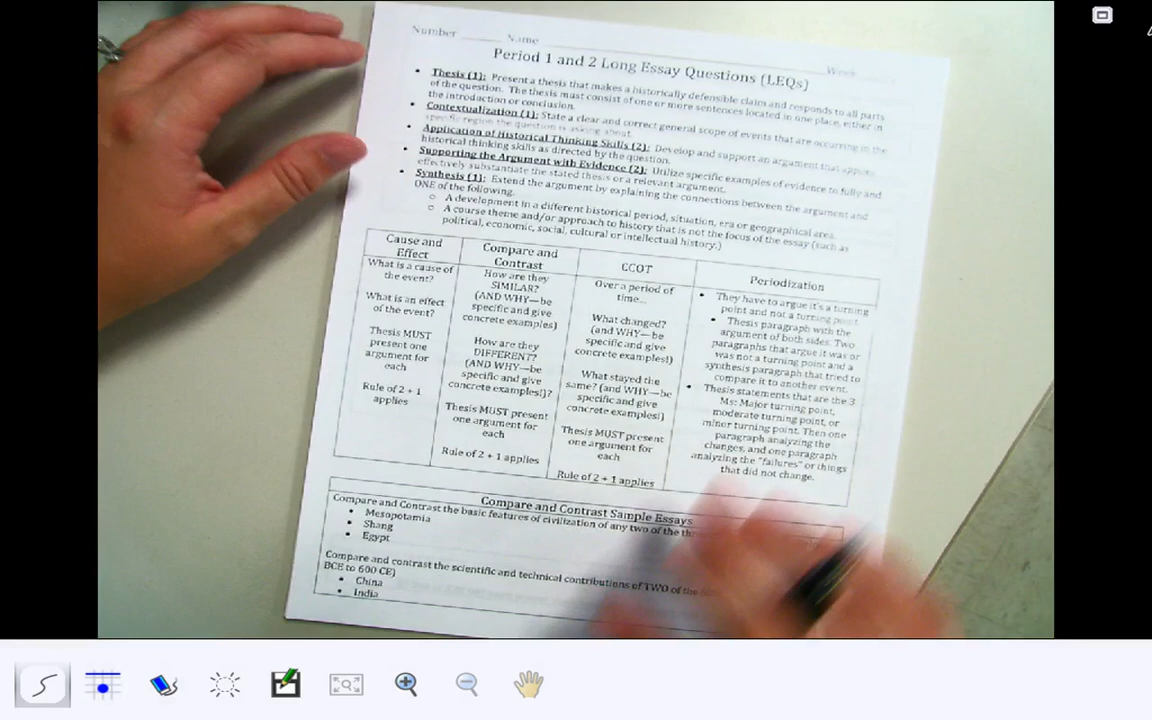 Number Name Week
Period 1 and 2 Long Essay Questions (LEQs)
• Thesis (1): Present a thesis that makes a historically defensible claim and responds to all parts
of the question. The thesis must consist of one or more sentences located in one place, either in
the introduction or conclusion.
• Contextualization (1): State a clear and correct general scope of events that are occurring in the
specific region the question is asking about.
• Application of Historical Thinking Skills (2): Develop and support an argument that applies
historical thinking skills as directed by the question.
• Supporting the Argument with Evidence (2): Utilize specific examples of evidence to fully and
effectively substantiate the stated thesis or a relevant argument.
• Synthesis (1): Extend the argument by explaining the connections between the argument and
ONE of the following.
o A development in a different historical period, situation, era or geographical area.
o A course theme and/or approach to history that is not the focus of the essay (such as
political, economic, social, cultural or intellectual history.)
Cause and
Effect
What is a cause of
the event?
What is an effect
of the event?
Thesis MUST
present one
argument for
each
Rule of 2 + 1
applies
Compare and
Contrast
How are they
SIMILAR?
(AND WHY—be
specific and give
concrete examples)
How are they
DIFFERENT?
(AND WHY—be
specific and give
concrete examples!)?
Thesis MUST present
one argument for
each
Rule of 2 + 1 applies
CCOT
Over a period of
time...
What changed?
(and WHY—be
specific and give
concrete examples!)
What stayed the
same? (and WHY—be
specific and give
concrete examples!)
Thesis MUST present
one argument for
each
Rule of 2 + 1 applies
Periodization
• They have to argue it's a turning
point and not a turning point.
• Thesis paragraph with the
argument of both sides. Two
paragraphs that argue it was or
was not a turning point and a
synthesis paragraph that tried to
compare it to another event.
• Thesis statements that are the 3
Ms: Major turning point,
moderate turning point, or
minor turning point. Then one
paragraph analyzing the
changes, and one paragraph
analyzing the "failures" or things
that did not change.
Compare and Contrast Sample Essays
Compare and Contrast the basic features of civilization of any two of the
• Mesopotamia
• Shang
• Egypt
Compare and contrast the scientific and technical contributions of TWO of the
BCE to 600 CE)
• China
• India